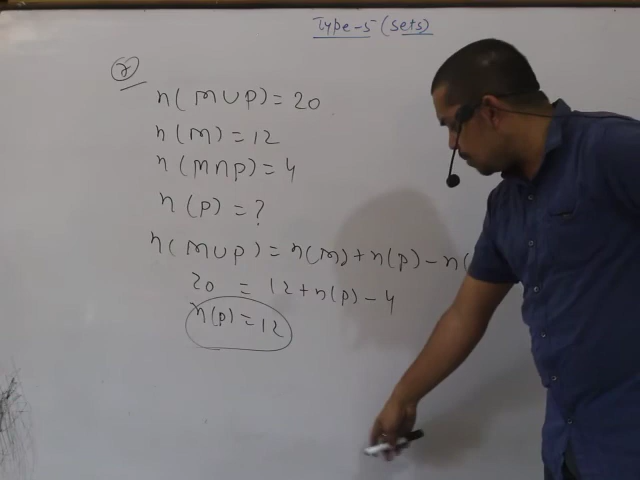 Type-5 (Sets)
n(M∪P) = 20
n(M) = 12
n(M∩P) = 4
n(P) = ?
n(M∪P) = n(M) + n(P) - n(
20 = 12 + n(P) - 4
n(P) = 12